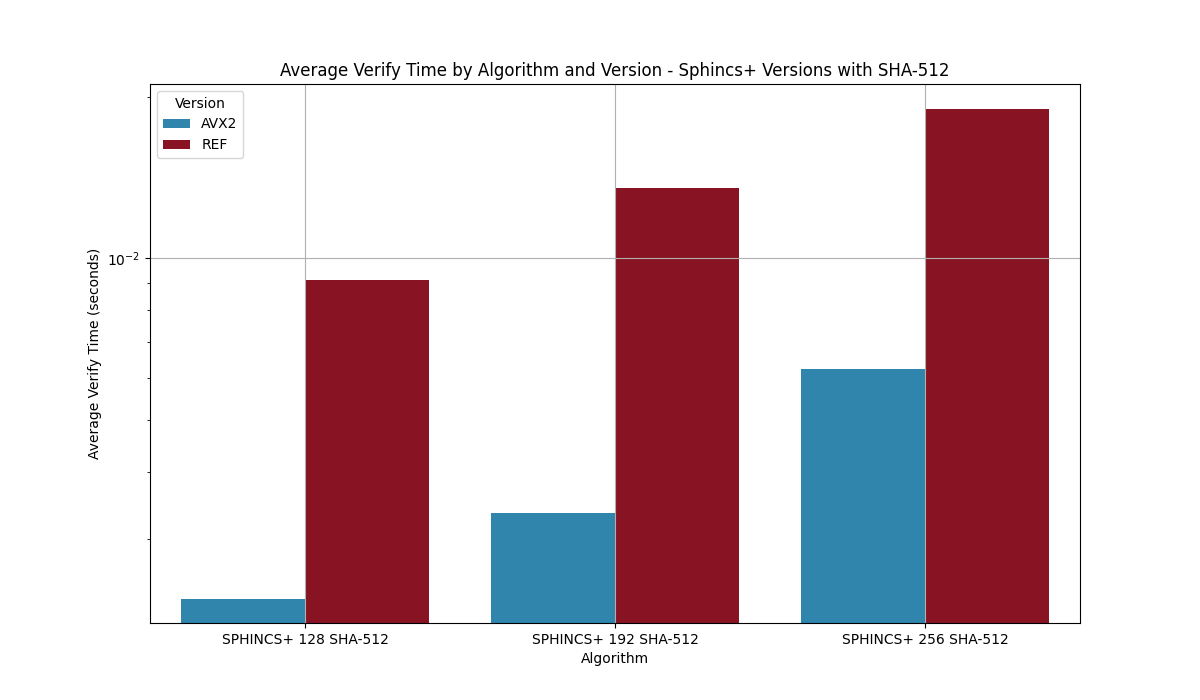 Average Verify Time by Algorithm and Version - Sphincs+ Versions with SHA-512
Version
AVX2
REF
Average Verify Time (seconds)
10⁻²
SPHINCS+ 128 SHA-512
SPHINCS+ 192 SHA-512
SPHINCS+ 256 SHA-512
Algorithm